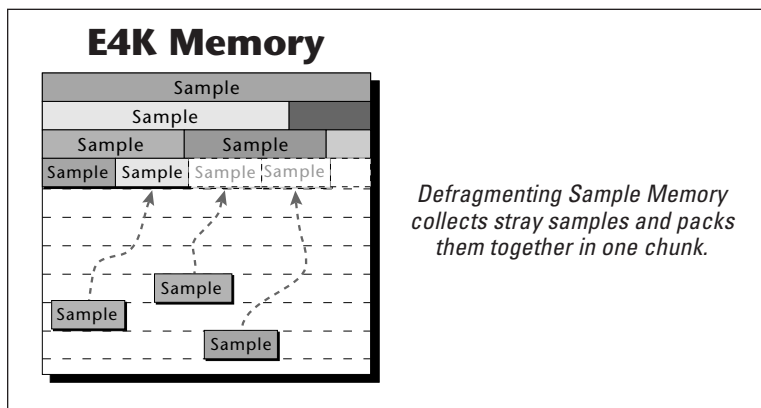 E4K Memory
Sample
Sample
Sample Sample
Sample Sample Sample Sample
Sample
Sample
Sample
Defragmenting Sample Memory
collects stray samples and packs
them together in one chunk.